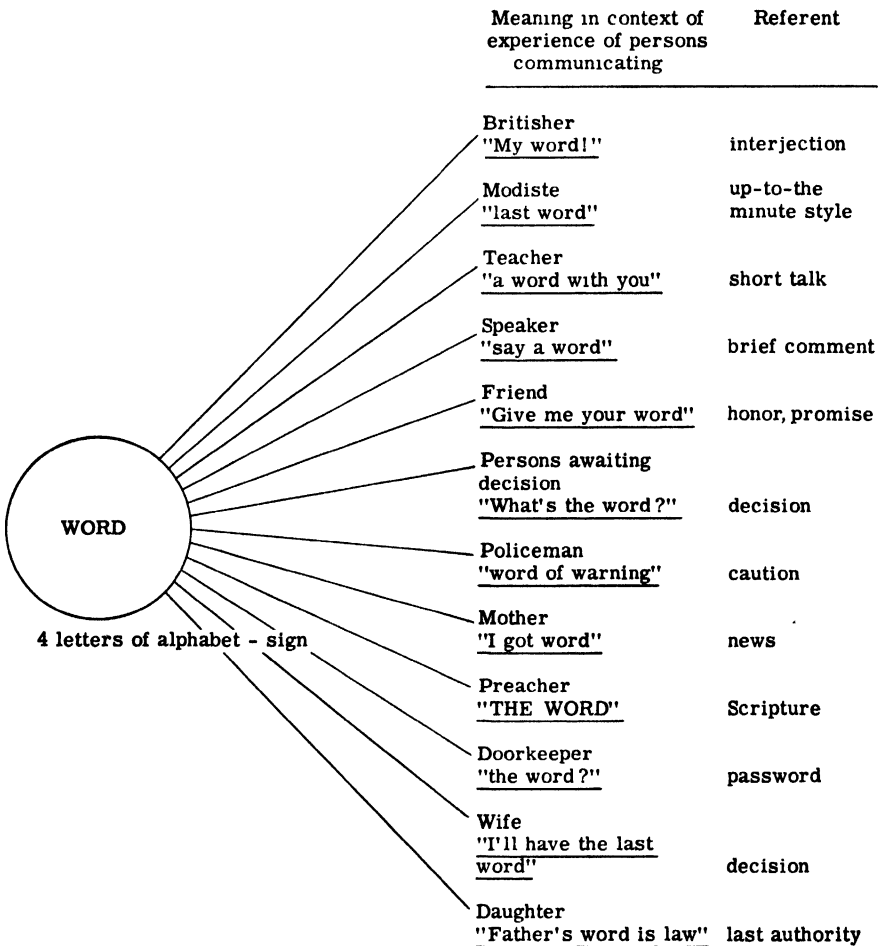 Meaning in context of Referent
experience of persons
communicating
Britisher
"My word!" interjection
Modiste up-to-the
"last word" minute style
Teacher
"a word with you" short talk
Speaker
"say a word" brief comment
Friend
"Give me your word" honor, promise
Persons awaiting
decision
"What's the word?" decision
WORD
Policeman
"word of warning" caution
4 letters of alphabet - sign
Mother
"I got word" news
Preacher
"THE WORD" Scripture
Doorkeeper
"the word?" password
Wife
"I'll have the last
word" decision
Daughter
"Father's word is law" last authority